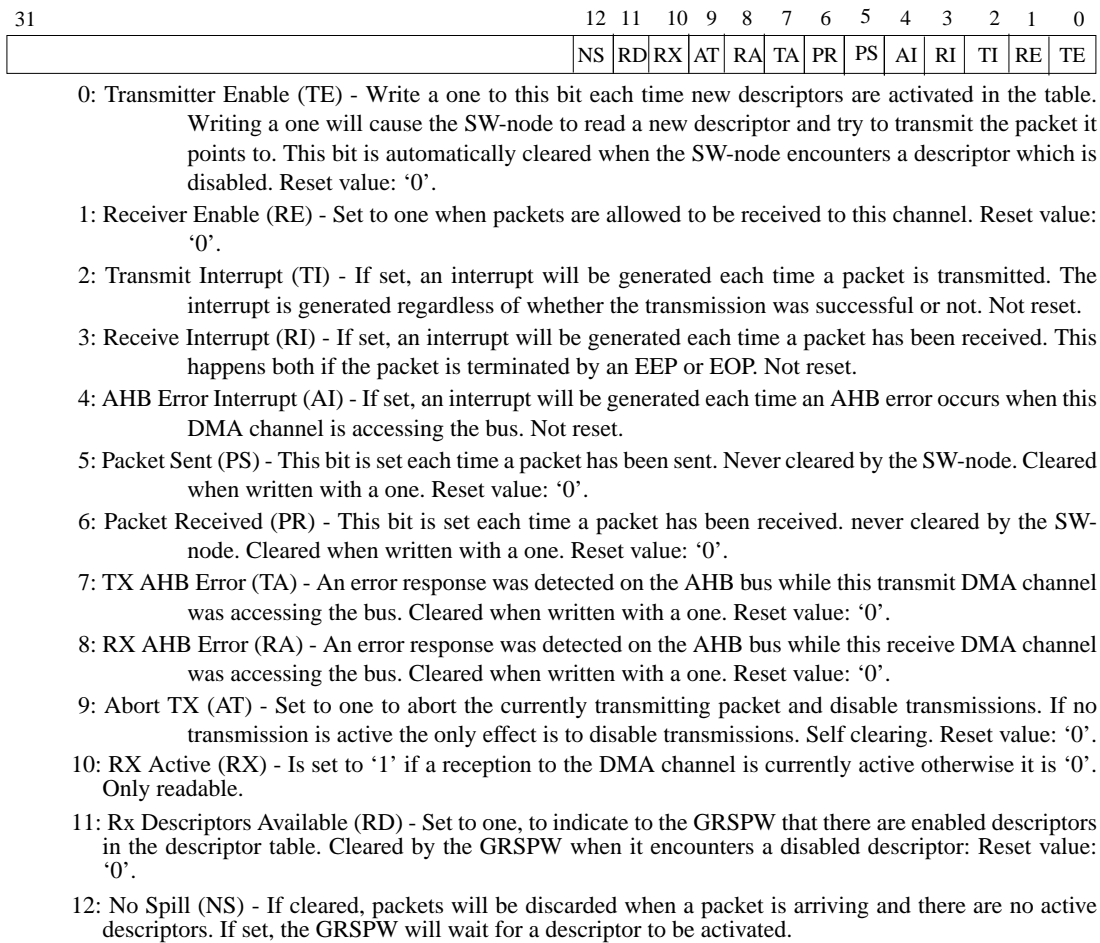 31 12 11 10 9 8 7 6 5 4 3 2 1 0
NS RD RX AT RA TA PR PS AI RI TI RE TE
0: Transmitter Enable (TE) - Write a one to this bit each time new descriptors are activated in the table.
Writing a one will cause the SW-node to read a new descriptor and try to transmit the packet it
points to. This bit is automatically cleared when the SW-node encounters a descriptor which is
disabled. Reset value: ‘0’.
1: Receiver Enable (RE) - Set to one when packets are allowed to be received to this channel. Reset value:
‘0’.
2: Transmit Interrupt (TI) - If set, an interrupt will be generated each time a packet is transmitted. The
interrupt is generated regardless of whether the transmission was successful or not. Not reset.
3: Receive Interrupt (RI) - If set, an interrupt will be generated each time a packet has been received. This
happens both if the packet is terminated by an EEP or EOP. Not reset.
4: AHB Error Interrupt (AI) - If set, an interrupt will be generated each time an AHB error occurs when this
DMA channel is accessing the bus. Not reset.
5: Packet Sent (PS) - This bit is set each time a packet has been sent. Never cleared by the SW-node. Cleared
when written with a one. Reset value: ‘0’.
6: Packet Received (PR) - This bit is set each time a packet has been received. never cleared by the SW-
node. Cleared when written with a one. Reset value: ‘0’.
7: TX AHB Error (TA) - An error response was detected on the AHB bus while this transmit DMA channel
was accessing the bus. Cleared when written with a one. Reset value: ‘0’.
8: RX AHB Error (RA) - An error response was detected on the AHB bus while this receive DMA channel
was accessing the bus. Cleared when written with a one. Reset value: ‘0’.
9: Abort TX (AT) - Set to one to abort the currently transmitting packet and disable transmissions. If no
transmission is active the only effect is to disable transmissions. Self clearing. Reset value: ‘0’.
10: RX Active (RX) - Is set to ‘1’ if a reception to the DMA channel is currently active otherwise it is ‘0’.
Only readable.
11: Rx Descriptors Available (RD) - Set to one, to indicate to the GRSPW that there are enabled descriptors
in the descriptor table. Cleared by the GRSPW when it encounters a disabled descriptor: Reset value:
‘0’.
12: No Spill (NS) - If cleared, packets will be discarded when a packet is arriving and there are no active
descriptors. If set, the GRSPW will wait for a descriptor to be activated.